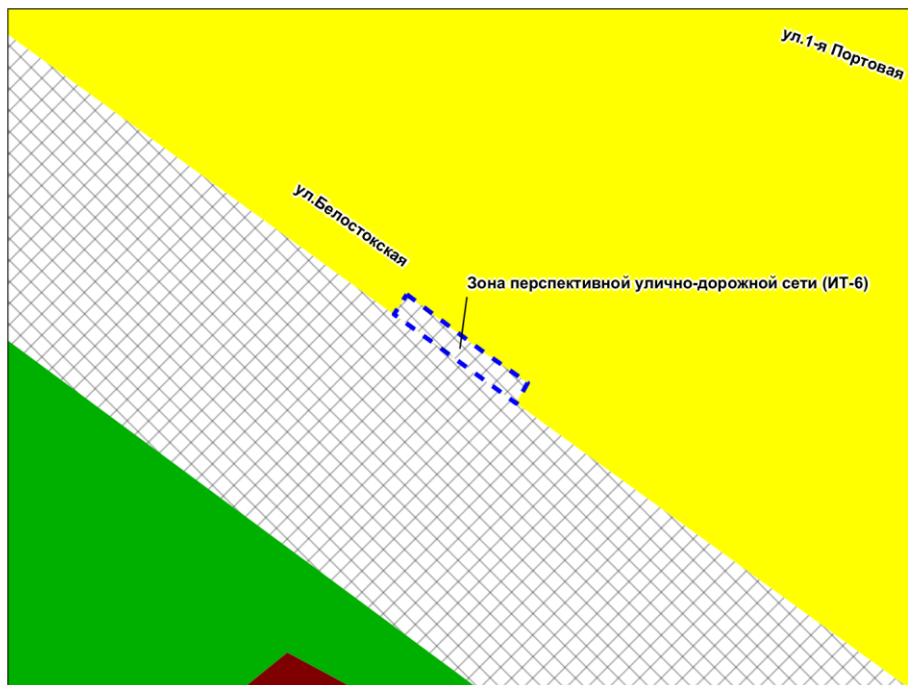 ул.1-я Портовая
ул.Белостокская
Зона перспективной улично-дорожной сети (ИТ-6)